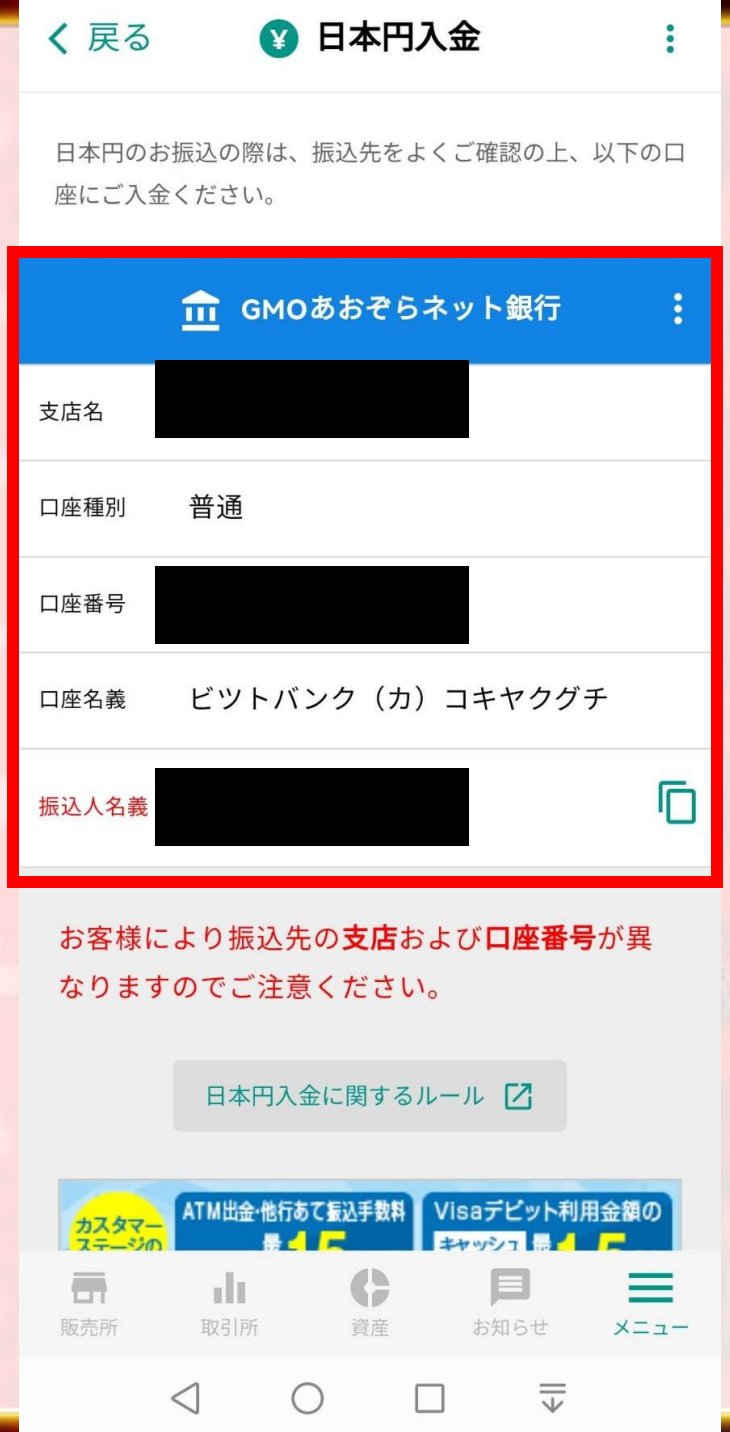 戻る
日本円入金
日本円のお振込の際は、振込先をよくご確認の上、以下の口
座にご入金ください。
GMOあおぞらネット銀行
支店名
口座種別 普通
口座番号
口座名義 ビツトバンク（カ）コキヤクグチ
振込人名義
お客様により振込先の支店および口座番号が異
なりますのでご注意ください。
日本円入金に関するルール
カスタマー
ステージの
ATM出金・他行あて振込手数料
最15
Visaデビット利用金額の
キャッシュ 最1.5
販売所 取引所 資産 お知らせ メニュー